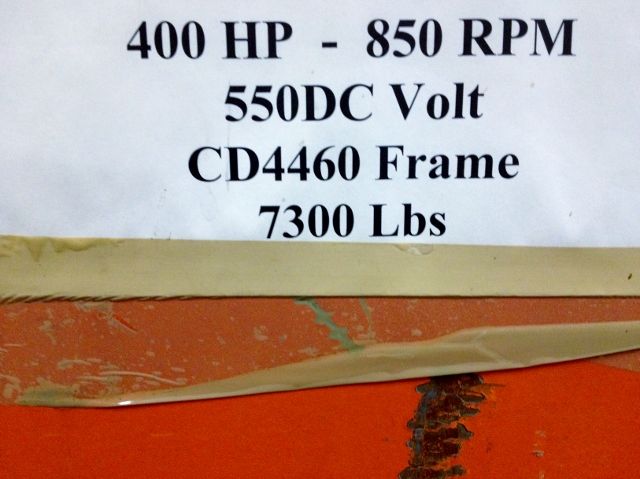 400 HP - 850 RPM
550DC Volt
CD4460 Frame
7300 Lbs